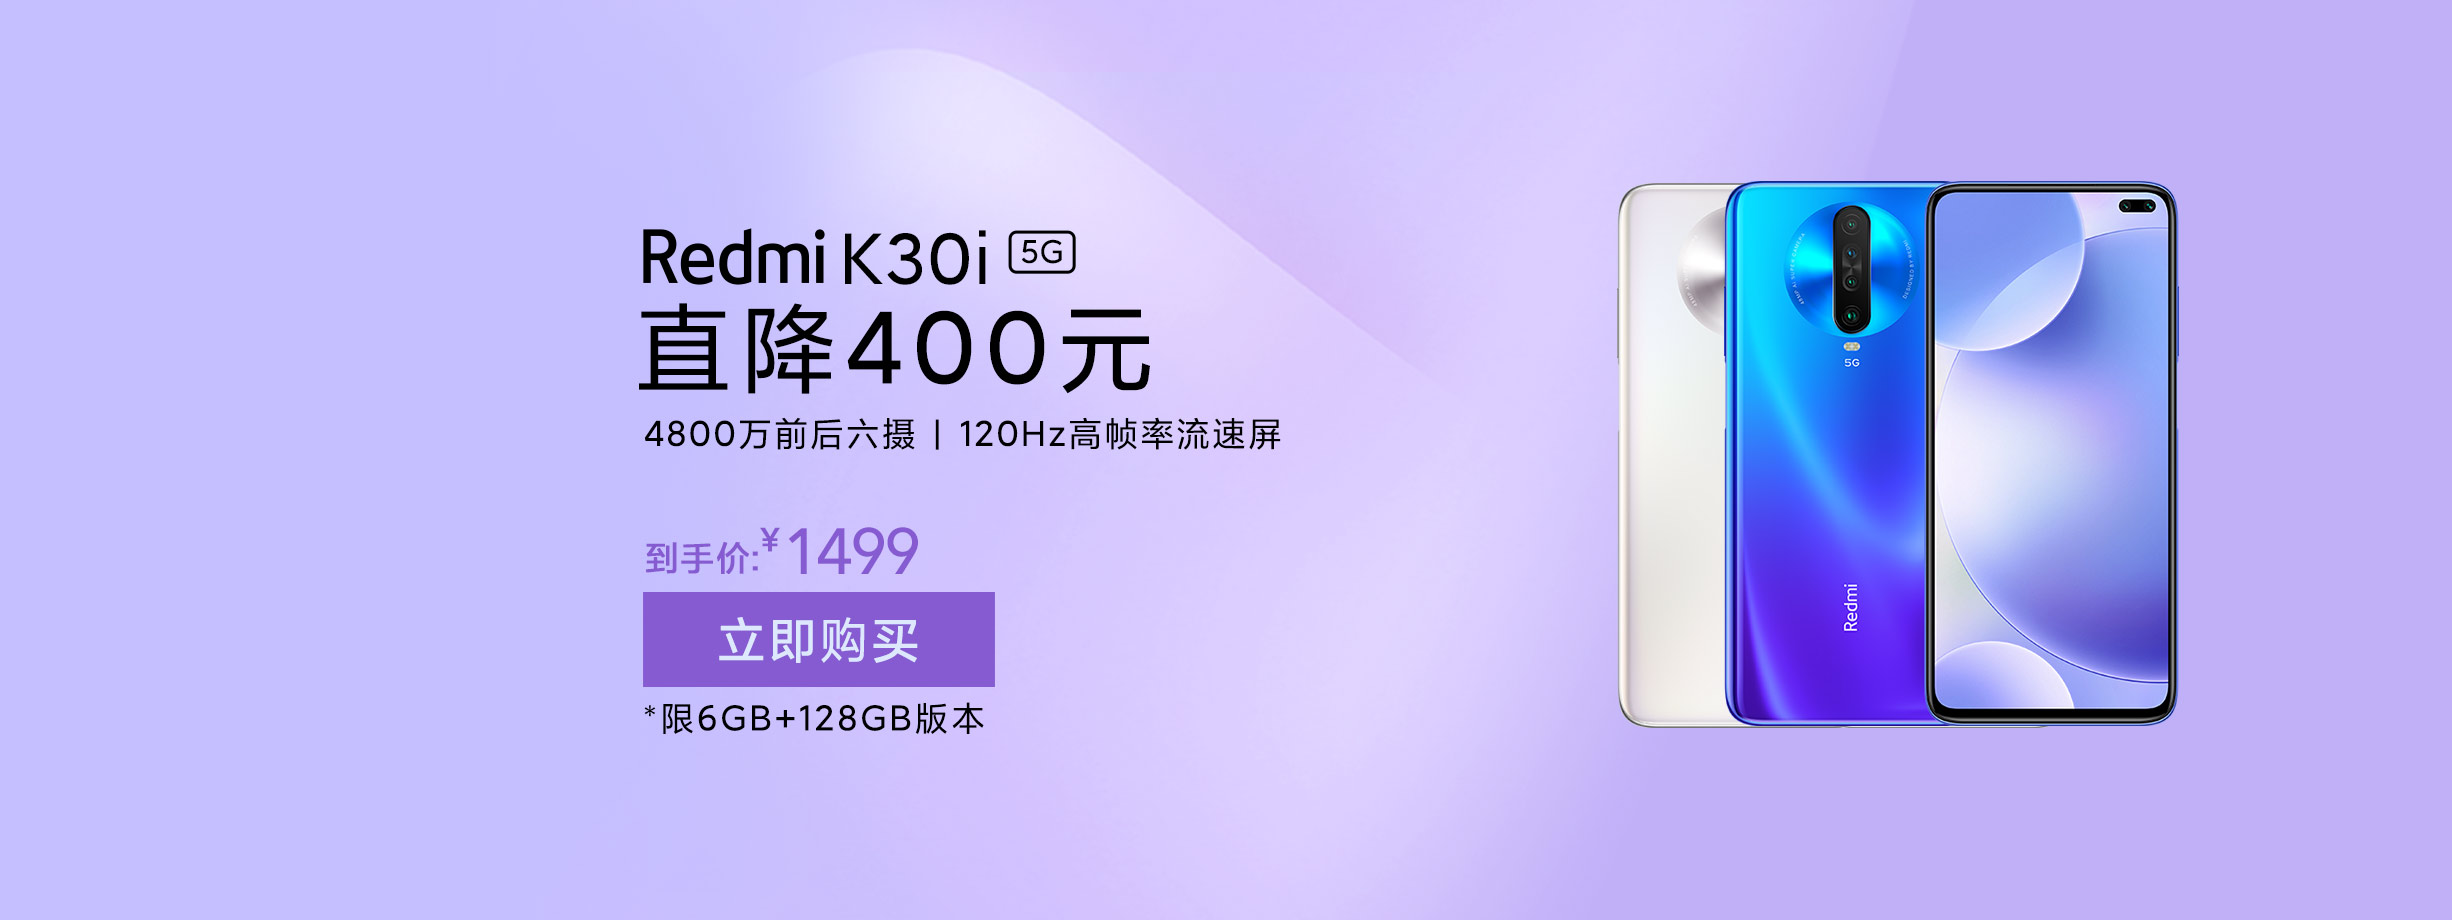 Redmi K30i 5G
直降400元
4800万前后六摄 | 120Hz高帧率流速屏
到手价:¥1499
立即购买
*限6GB+128GB版本
5G
Redmi